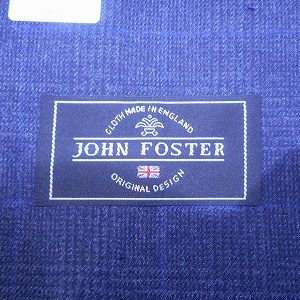 CLOTH MADE IN ENGLAND
JOHN FOSTER
ORIGINAL DESIGN